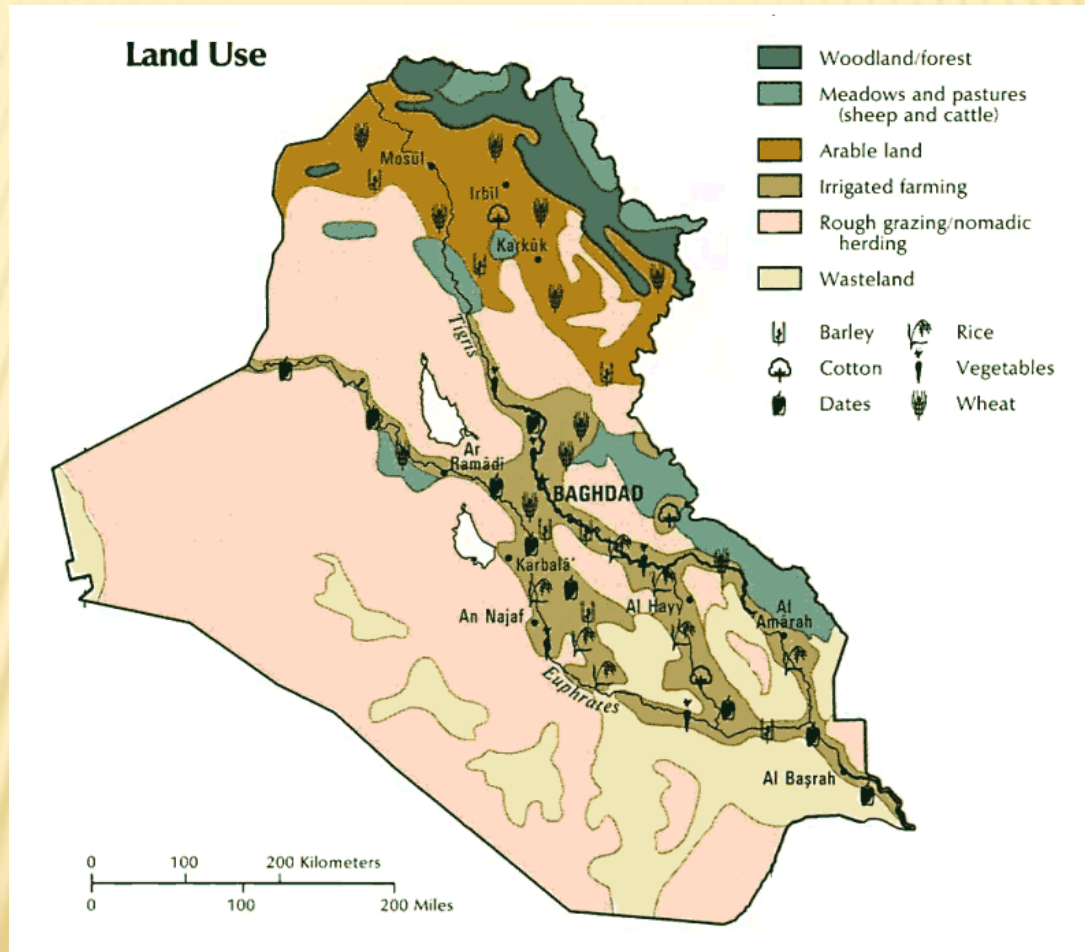 Land Use
Woodland/forest
Meadows and pastures
(sheep and cattle)
Arable land
Irrigated farming
Rough grazing/nomadic
herding
Wasteland
Barley
Rice
Cotton
Vegetables
Dates
Wheat
Mosūl
Irbīl
Karkūk
Tigris
Ar
Ramādī
BAGHDAD
Karbalā'
An Najaf
Al Hayy
Al
Amārah
Euphrates
Al Başrah
0 100 200 Kilometers
0 100 200 Miles